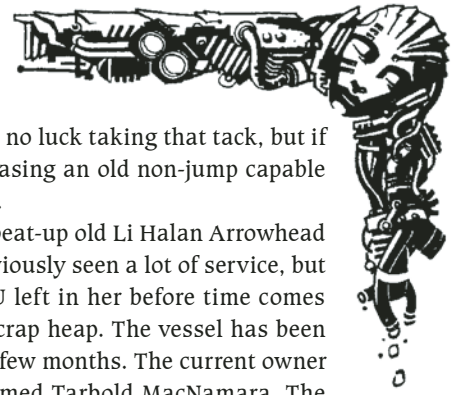 no luck taking that tack, but if
asing an old non-jump capable
beat-up old Li Halan Arrowhead
viously seen a lot of service, but
left in her before time comes
crap heap. The vessel has been
few months. The current owner
med Tarbold MacNamara. The